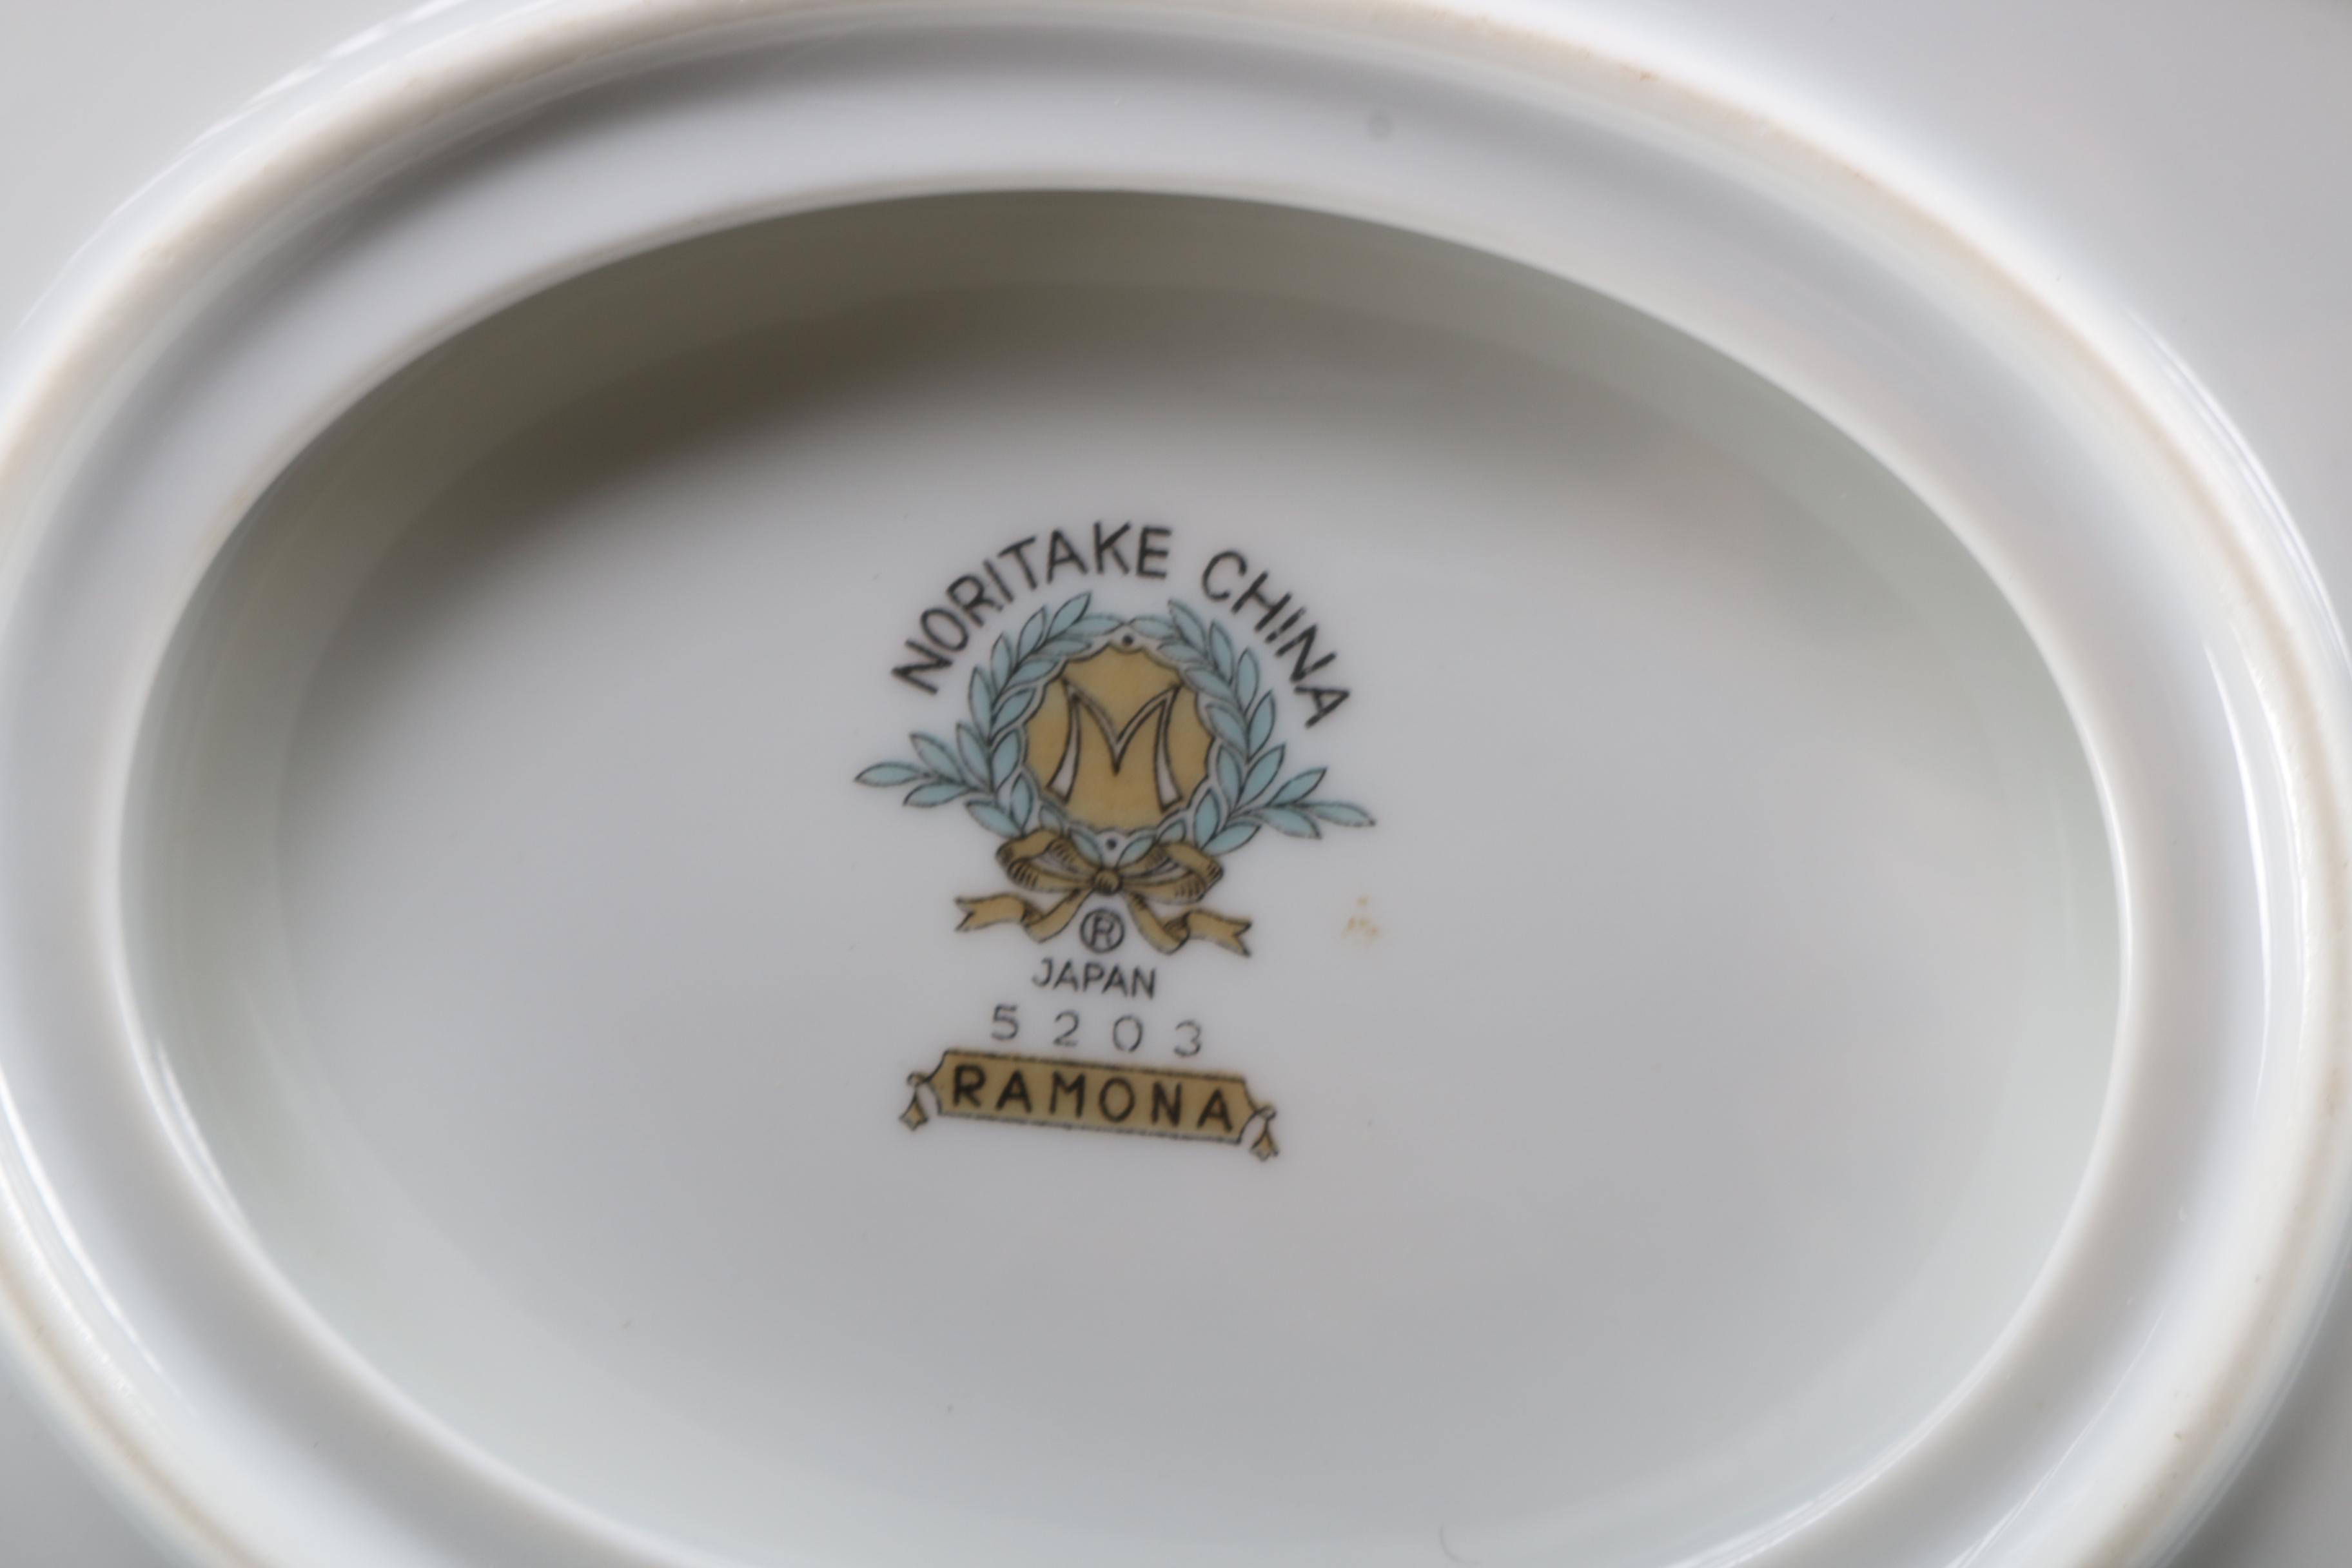 NORITAKE CHINA
M
®
JAPAN
5203
RAMONA